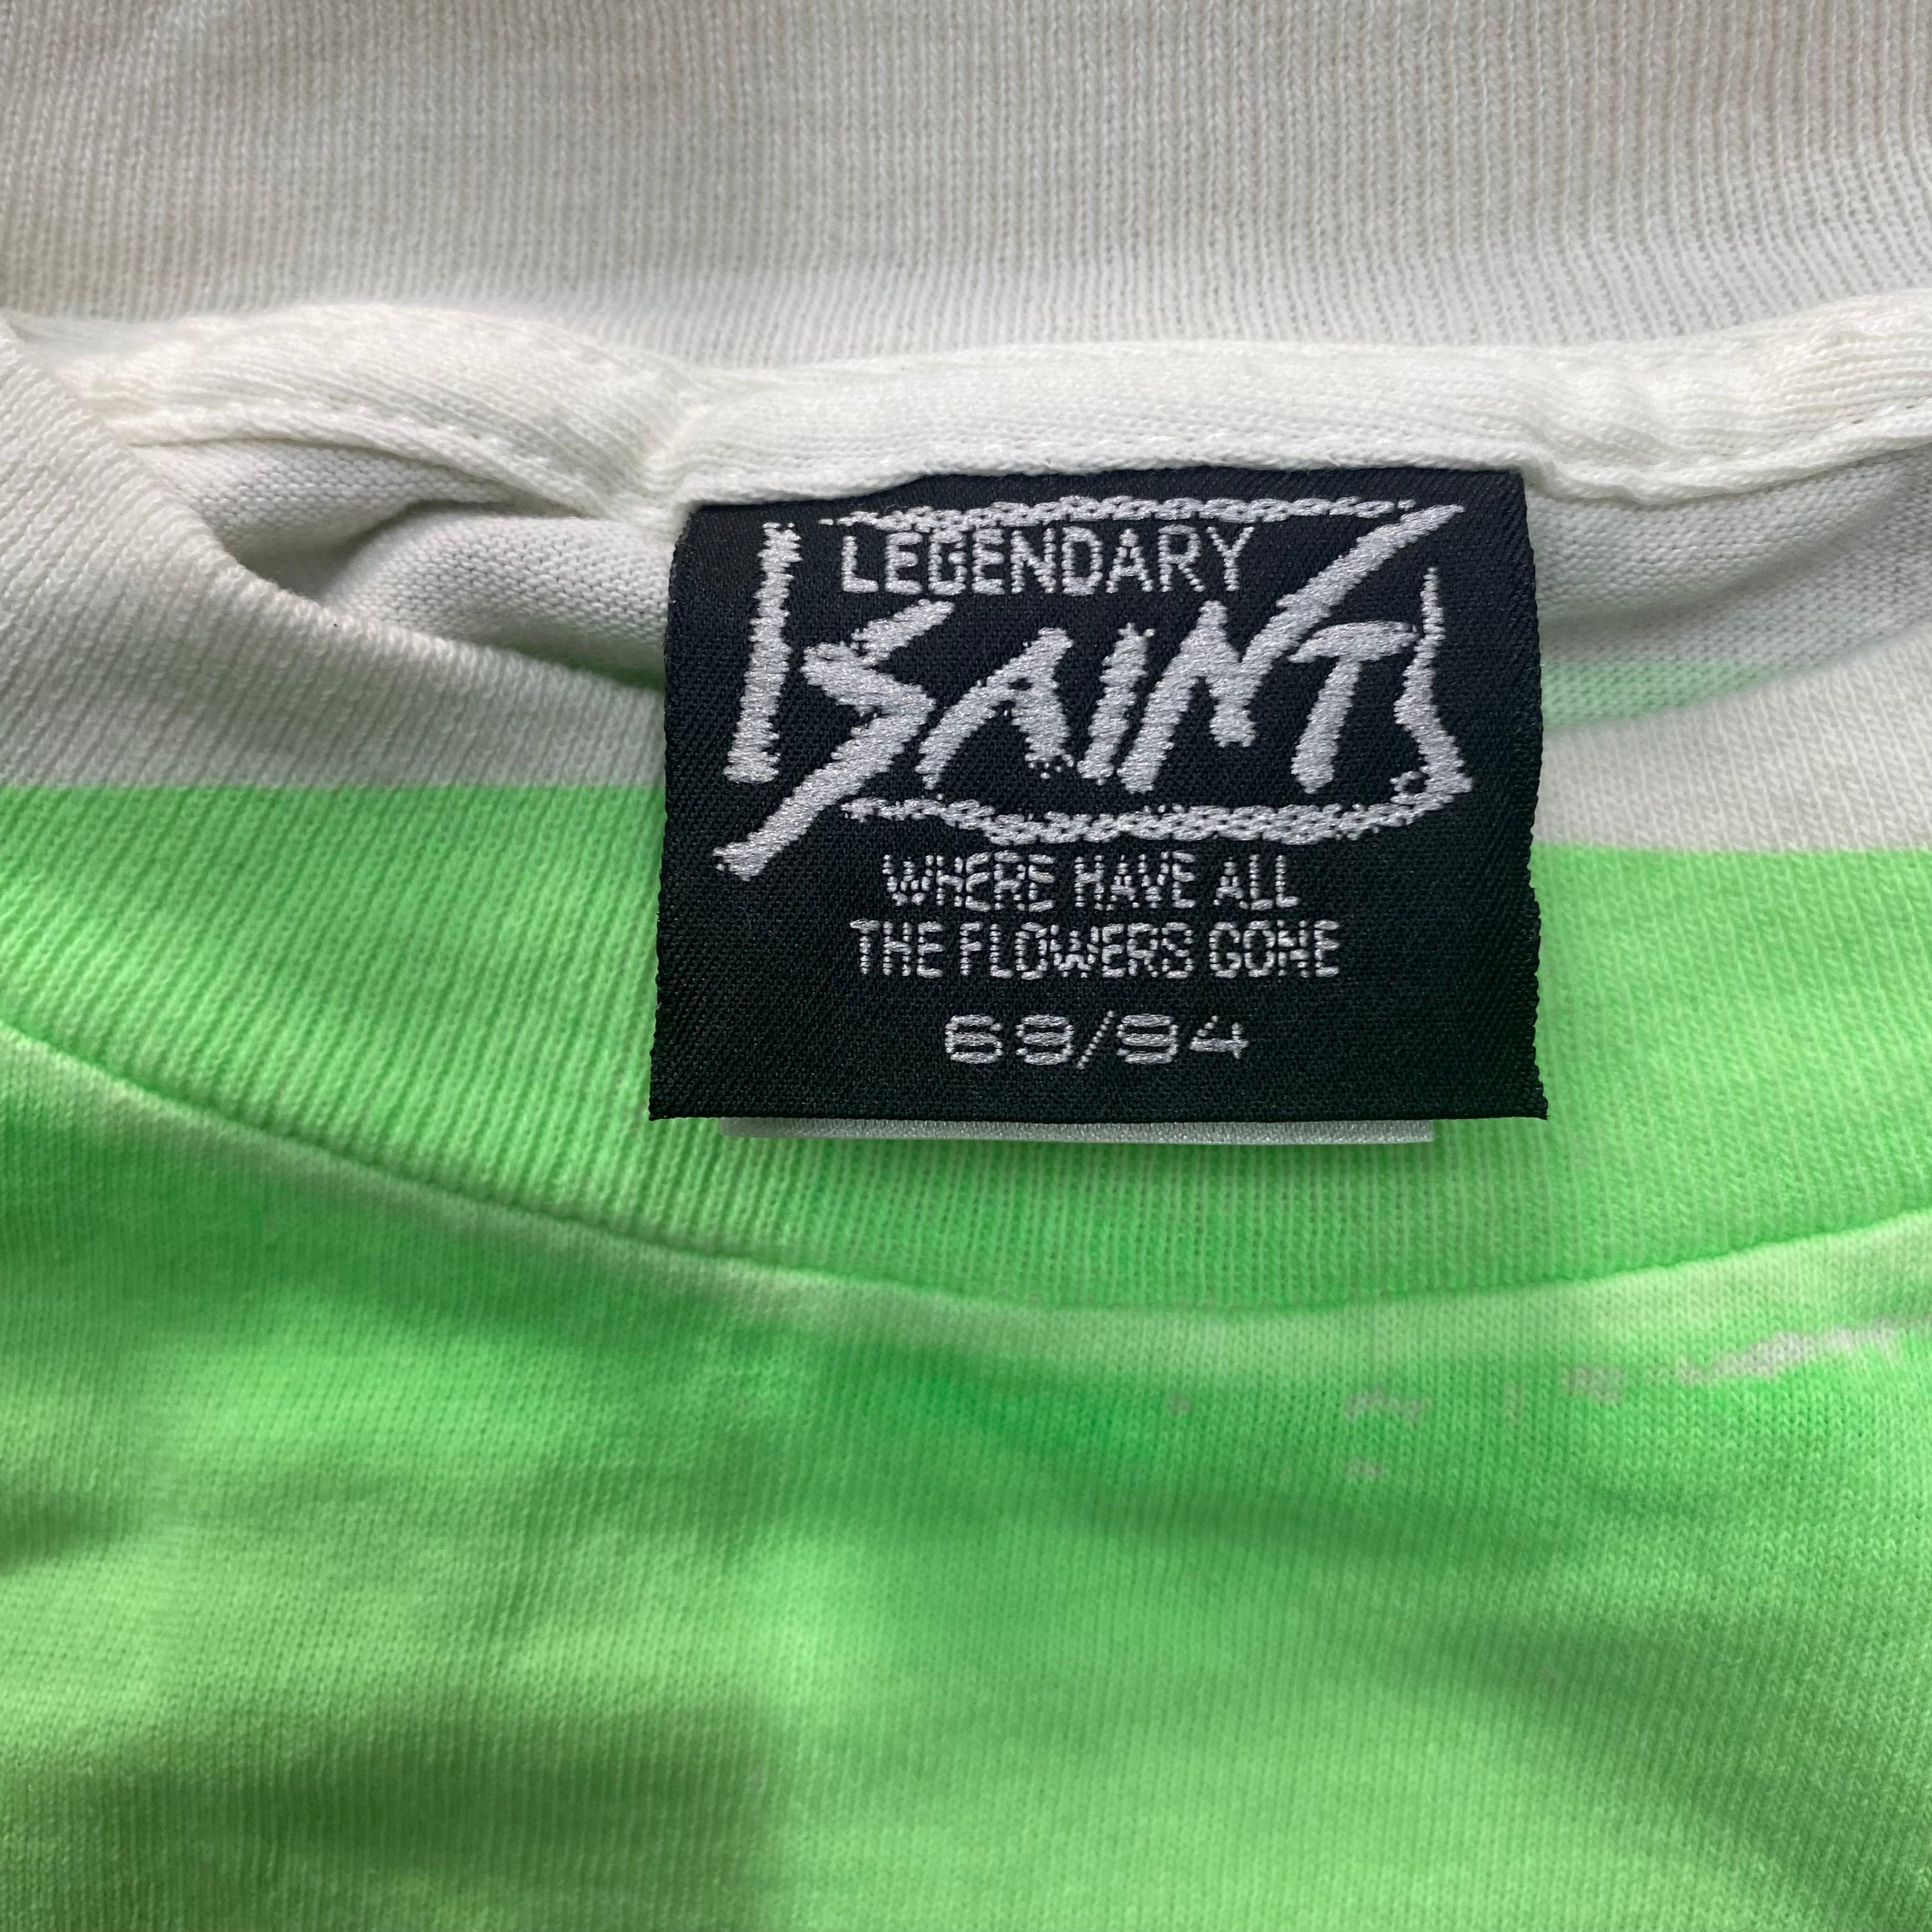 LEGENDARY
SAINTS
WHERE HAVE ALL
THE FLOWERS GONE
69/94